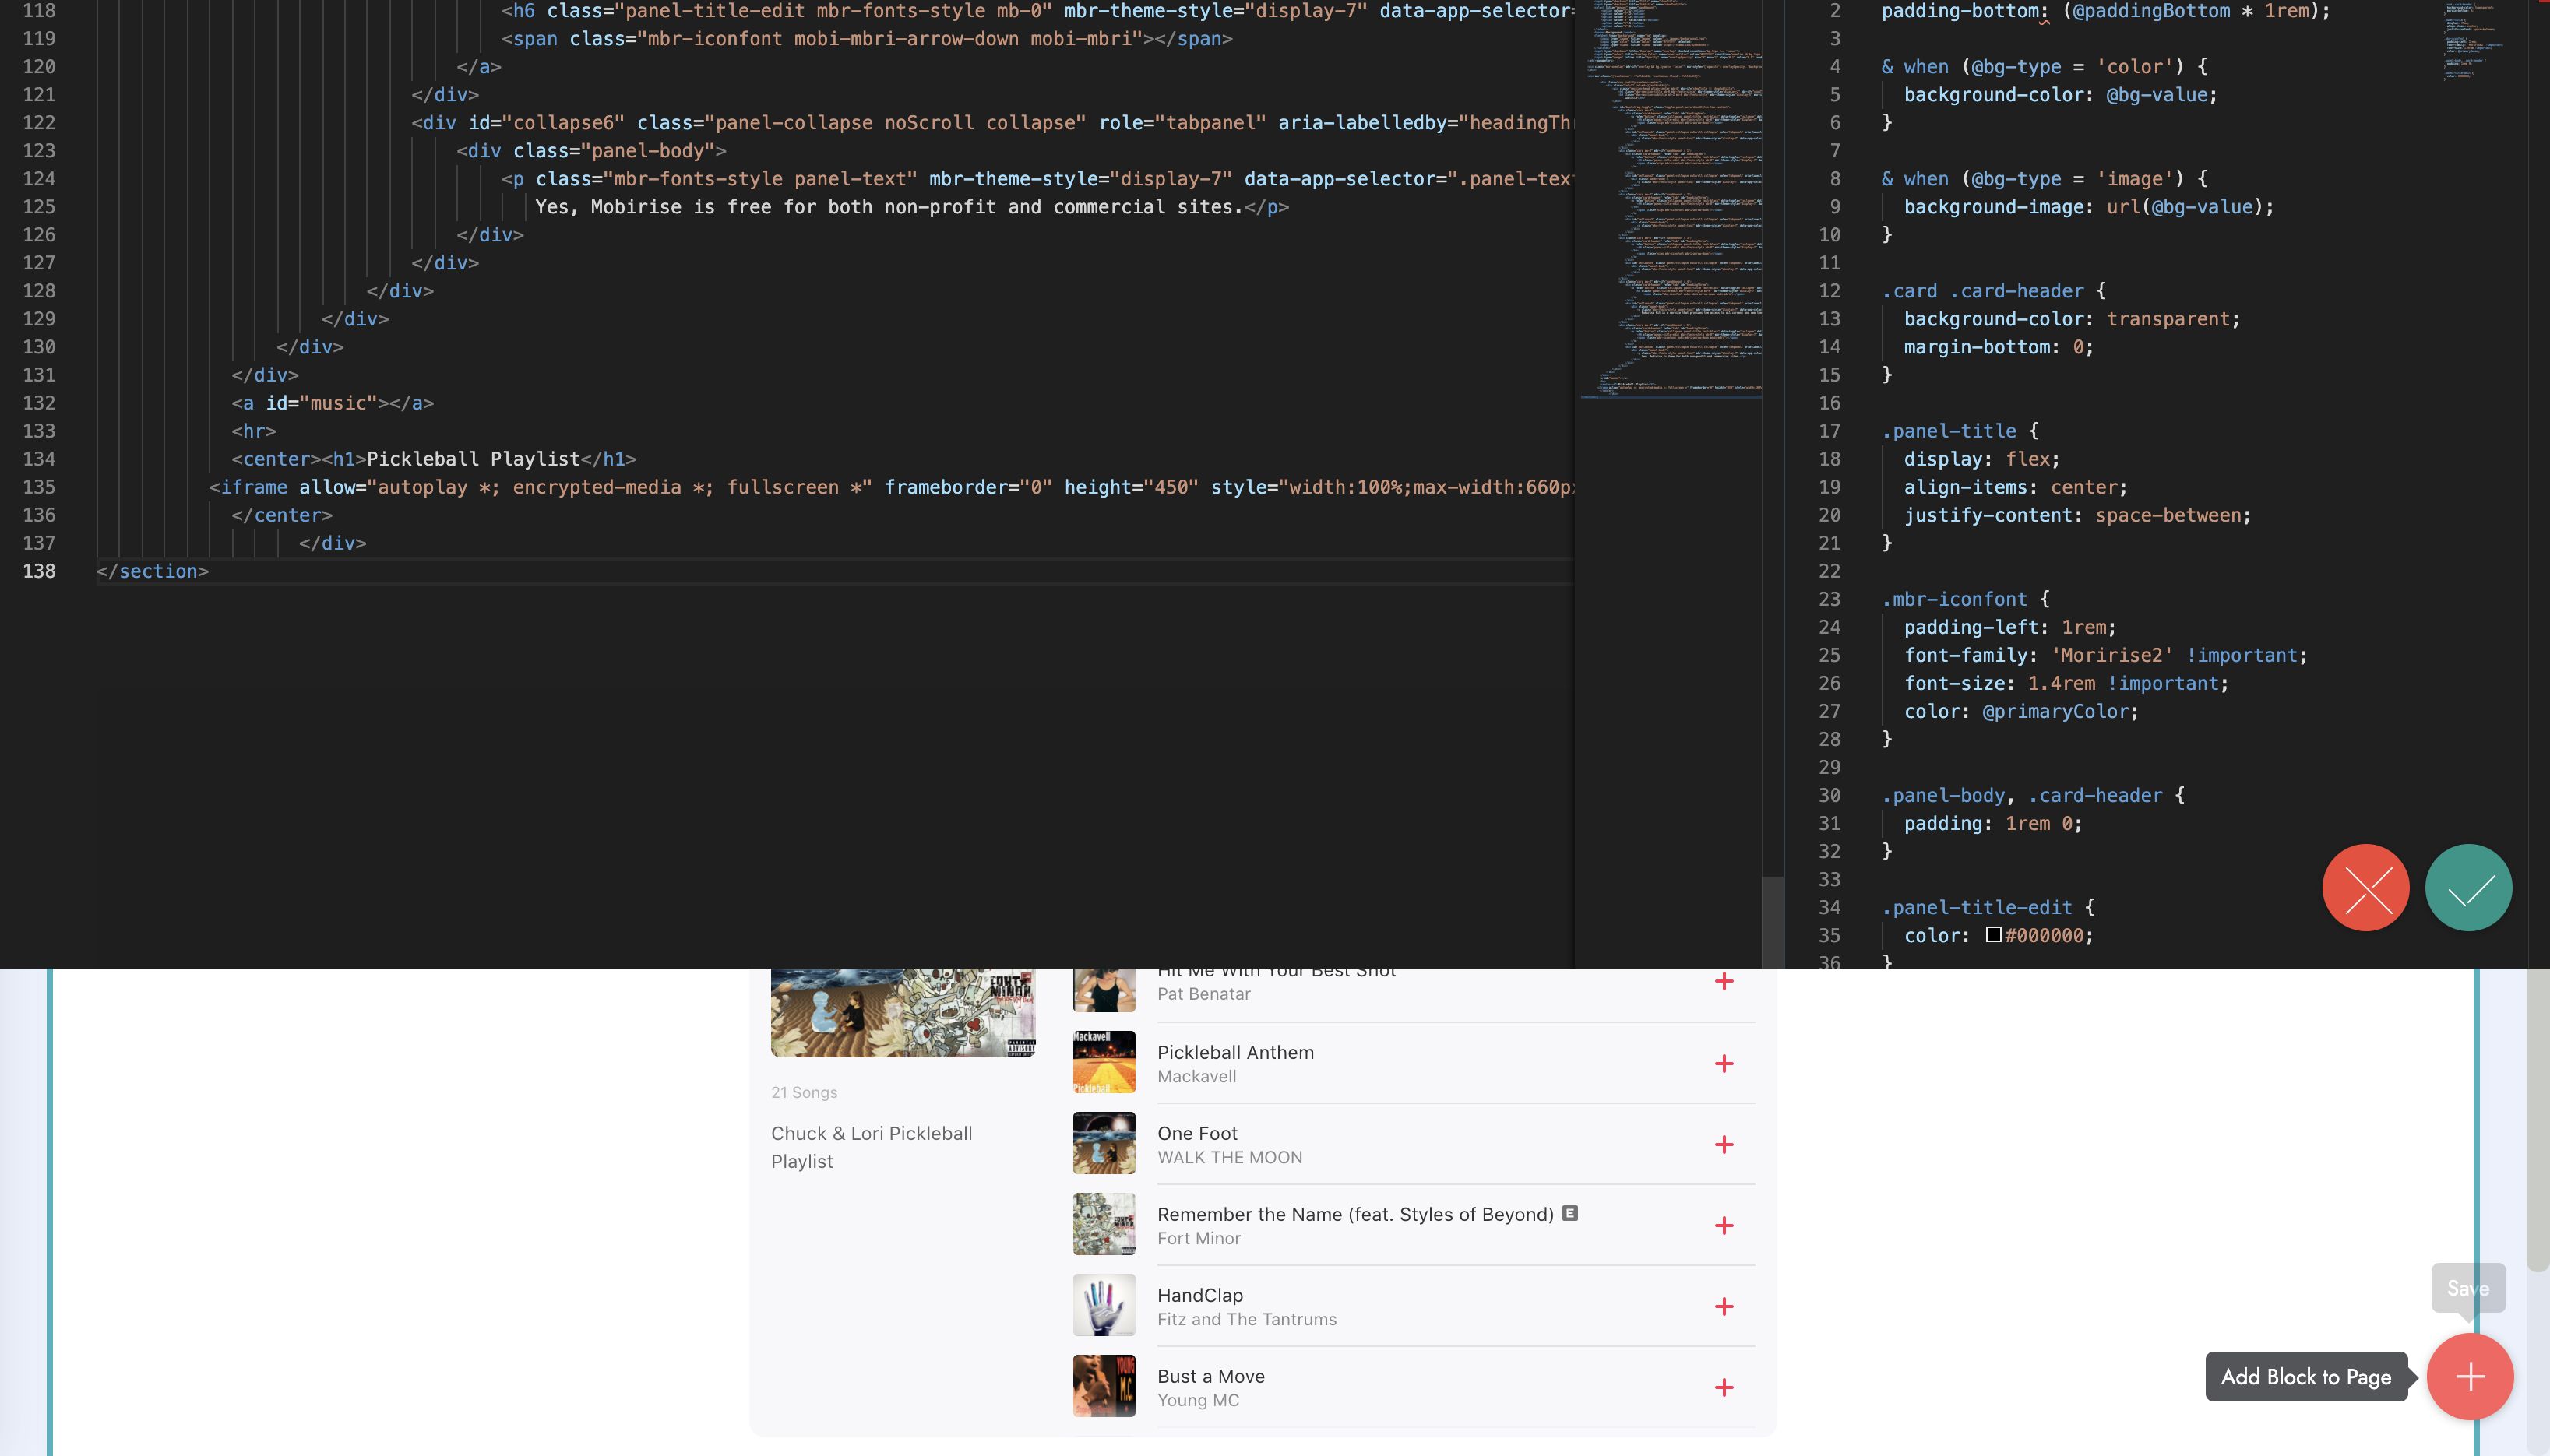 118 <h6 class="panel-title-edit mbr-fonts-style mb-0" mbr-theme-style="display-7" data-app-selector=
119 <span class="mbr-iconfont mobi-mbri-arrow-down mobi-mbri"></span>
120 </a>
121 </div>
122 <div id="collapse6" class="panel-collapse noScroll collapse" role="tabpanel" aria-labelledby="headingThr
123 <div class="panel-body">
124 <p class="mbr-fonts-style panel-text" mbr-theme-style="display-7" data-app-selector=".panel-tex
125 Yes, Mobirise is free for both non-profit and commercial sites.</p>
126 </div>
127 </div>
128 </div>
129 </div>
130 </div>
131 </div>
132 <a id="music"></a>
133 <hr>
134 <center><h1>Pickleball Playlist</h1>
135 <iframe allow="autoplay *; encrypted-media *; fullscreen *" frameborder="0" height="450" style="width:100%;max-width:660px
136 </center>
137 </div>
138 </section>
2 padding-bottom: (@paddingBottom * 1rem);
3
4 & when (@bg-type = 'color') {
5 background-color: @bg-value;
6 }
7
8 & when (@bg-type = 'image') {
9 background-image: url(@bg-value);
10 }
11
12 .card .card-header {
13 background-color: transparent;
14 margin-bottom: 0;
15 }
16
17 .panel-title {
18 display: flex;
19 align-items: center;
20 justify-content: space-between;
21 }
22
23 .mbr-iconfont {
24 padding-left: 1rem;
25 font-family: 'Moririse2' !important;
26 font-size: 1.4rem !important;
27 color: @primaryColor;
28 }
29
30 .panel-body, .card-header {
31 padding: 1rem 0;
32 }
33
34 .panel-title-edit {
35 color: #000000;
36 }
FORT MINOR
21 Songs
Chuck & Lori Pickleball
Playlist
Hit Me With Your Best Shot
Pat Benatar
Mackavell
Pickleball
Pickleball Anthem
Mackavell
One Foot
WALK THE MOON
Remember the Name (feat. Styles of Beyond) E
Fort Minor
HandClap
Fitz and The Tantrums
YOUNG M.C.
Bust a Move
Young MC
Save
Add Block to Page